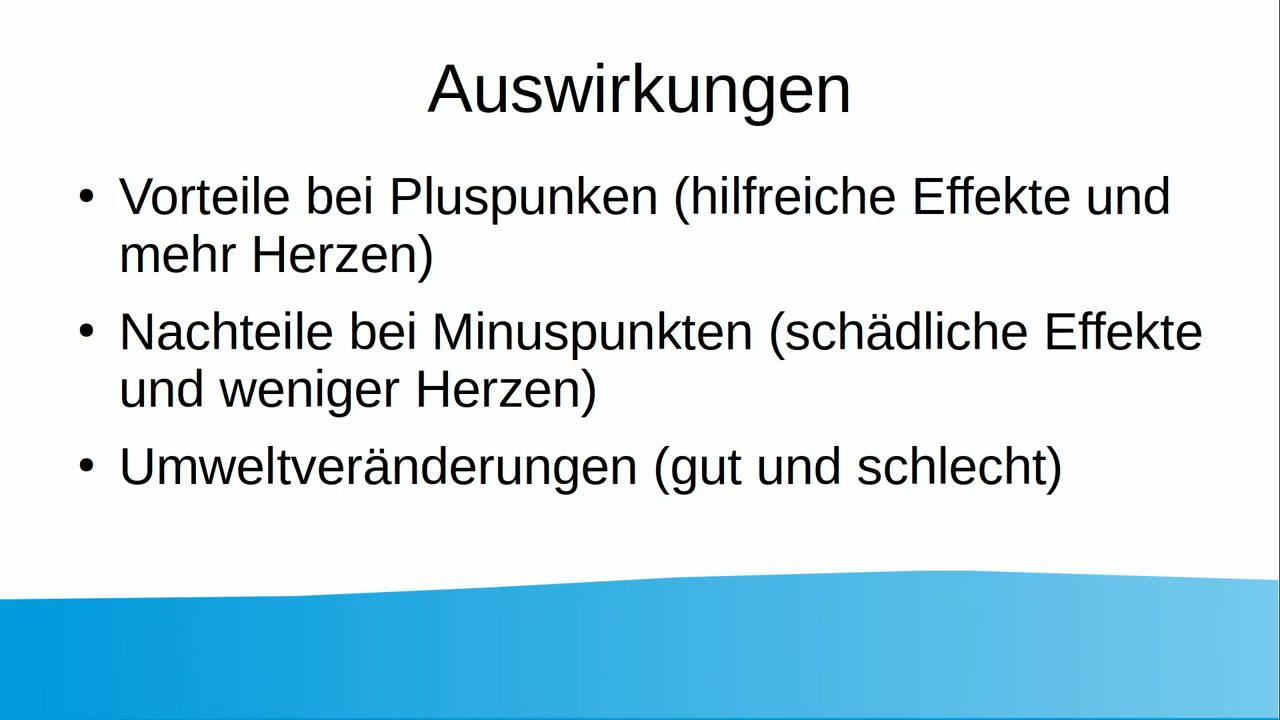 Auswirkungen
• Vorteile bei Pluspunken (hilfreiche Effekte und
mehr Herzen)
• Nachteile bei Minuspunkten (schädliche Effekte
und weniger Herzen)
• Umweltveränderungen (gut und schlecht)